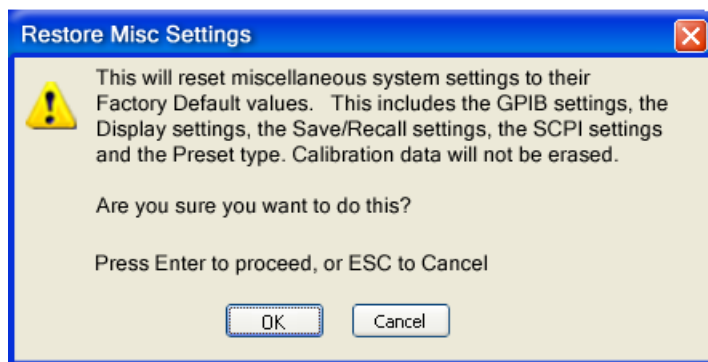 Restore Misc Settings
This will reset miscellaneous system settings to their
Factory Default values.   This includes the GPIB settings, the
Display settings, the Save/Recall settings, the SCPI settings
and the Preset type. Calibration data will not be erased.
Are you sure you want to do this?
Press Enter to proceed, or ESC to Cancel
OK
Cancel